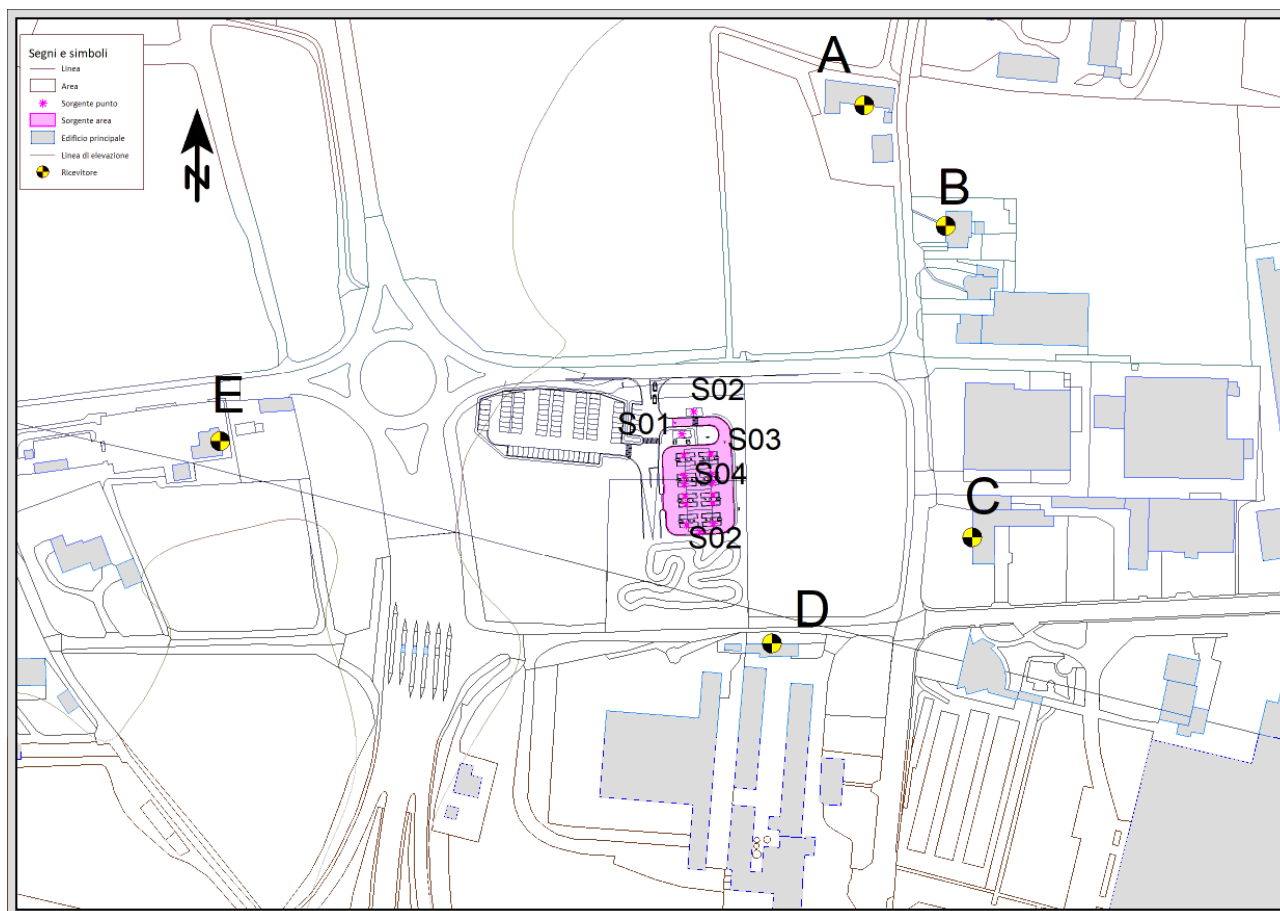 Segni e simboli
Linea
Area
Sorgente punto
Sorgente area
Edificio principale
Linea di elevazione
Ricevitore
N
A
B
E
S02
S01
S03
S04
C
S02
D